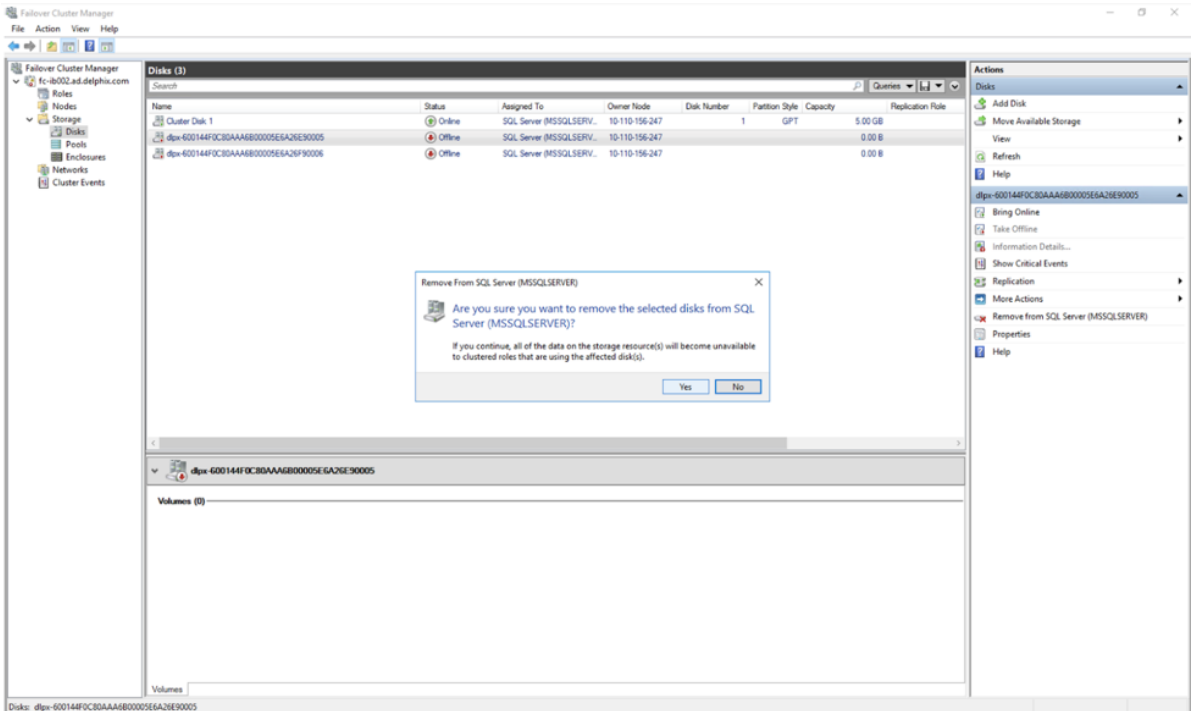 Failover Cluster Manager
File Action View Help
Failover Cluster Manager
fc-ib002.ad.delphix.com
Roles
Nodes
Storage
Disks
Pools
Enclosures
Networks
Cluster Events
Disks (3)
Search
Queries
Name Status Assigned To Owner Node Disk Number Partition Style Capacity Replication Role
Cluster Disk 1 Online SQL Server (MSSQLSERV... 10-110-156-247 1 GPT 5.00 GB
dlpx-600144F0C80AAA6B00005E6A26E90005 Offline SQL Server (MSSQLSERV... 10-110-156-247 0.00 B
dlpx-600144F0C80AAA6B00005E6A26F90006 Offline SQL Server (MSSQLSERV... 10-110-156-247 0.00 B
Remove From SQL Server (MSSQLSERVER)
Are you sure you want to remove the selected disks from SQL
Server (MSSQLSERVER)?
If you continue, all of the data on the storage resource(s) will become unavailable
to clustered roles that are using the affected disk(s).
Yes No
dlpx-600144F0C80AAA6B00005E6A26E90005
Volumes (0)
Volumes
Actions
Disks
Add Disk
Move Available Storage
View
Refresh
Help
dlpx-600144F0C80AAA6B00005E6A26E90005
Bring Online
Take Offline
Information Details...
Show Critical Events
Replication
More Actions
Remove from SQL Server (MSSQLSERVER)
Properties
Help
Disks: dlpx-600144F0C80AAA6B00005E6A26E90005